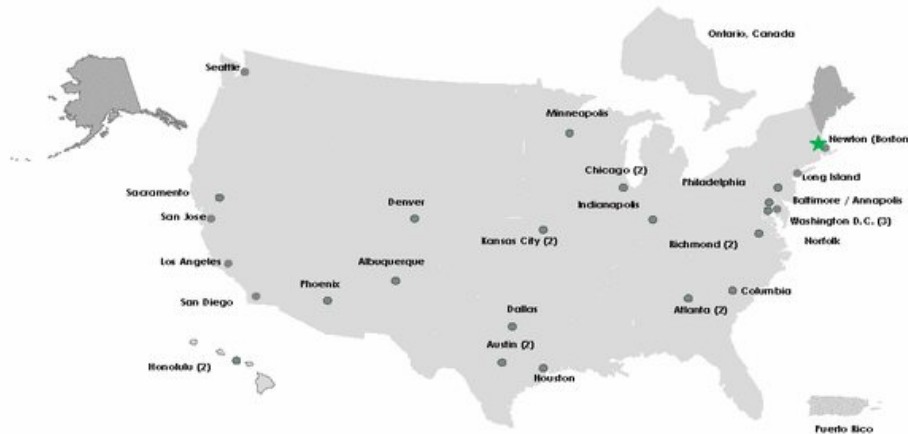 Ontario, Canada
Seattle
Minneapolis
Newton (Boston
Chicago (2)
Philadelphia
Long Island
Sacramento
Denver
Indianapolis
Baltimore / Annapolis
San Jose
Washington D.C. (3)
Kansas City (2)
Richmond (2)
Norfolk
Los Angeles
Albuquerque
Phoenix
Columbia
San Diego
Dallas
Atlanta (2)
Austin (2)
Honolulu (2)
Houston
Puerto Rico